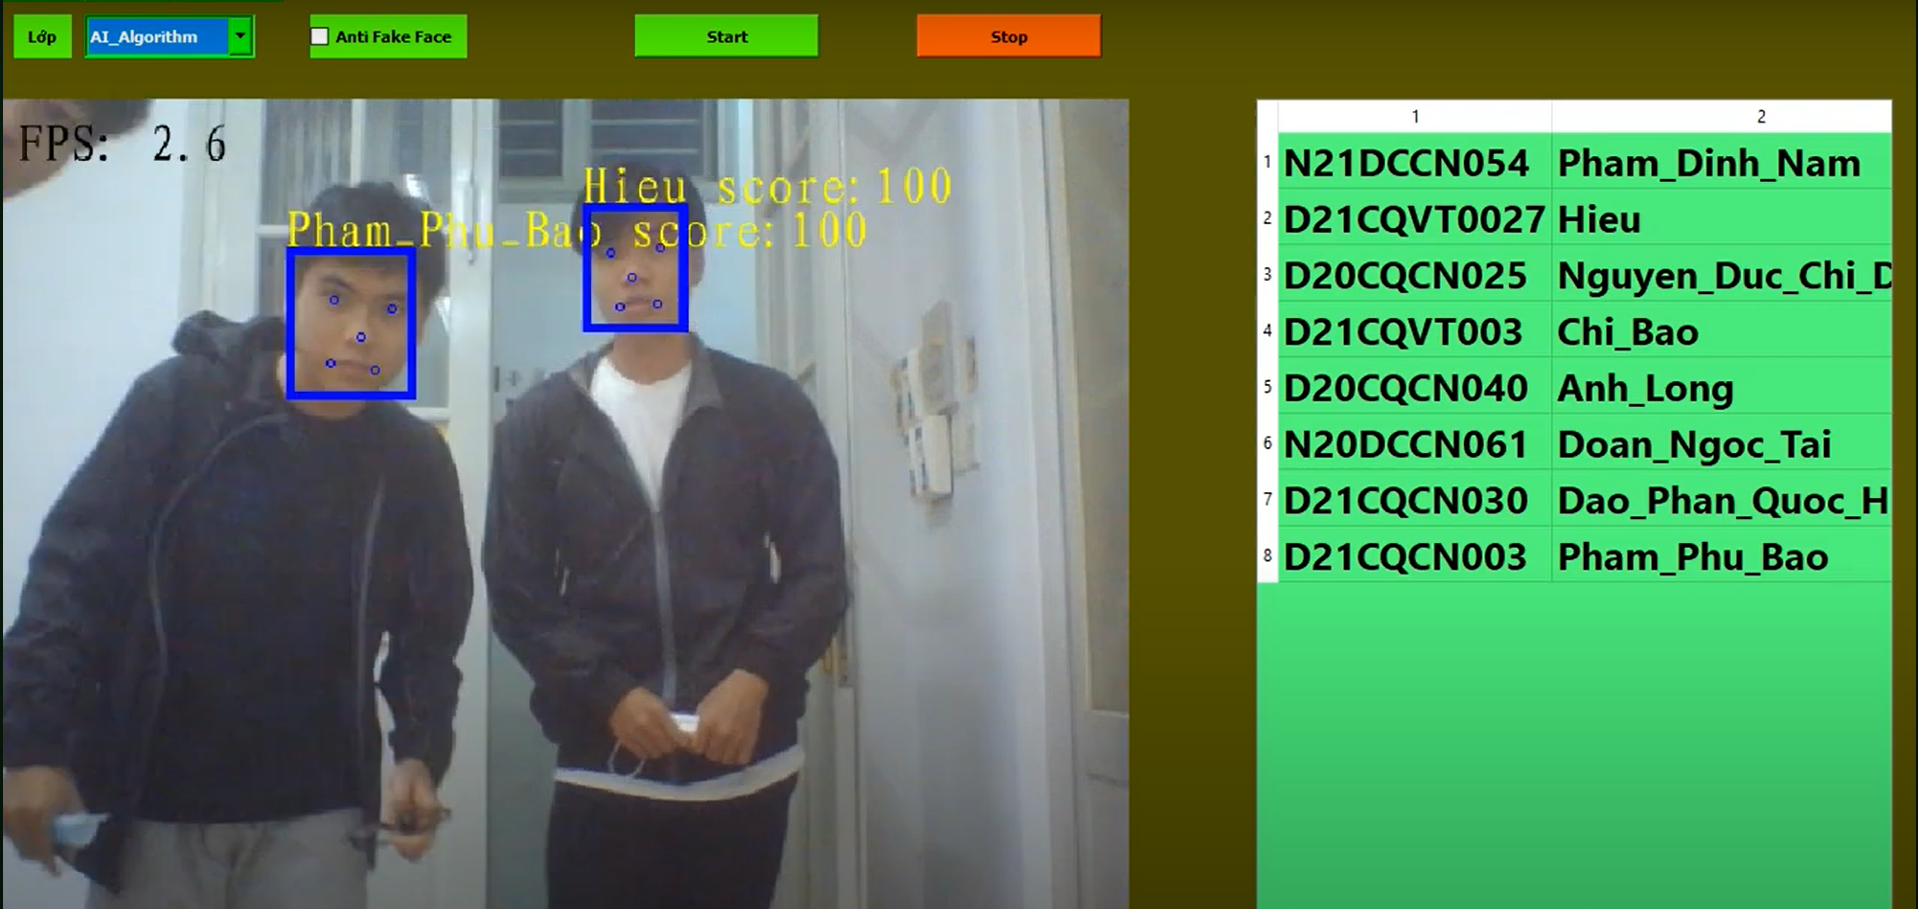 Lớp
AI_Algorithm
Anti Fake Face
Start
Stop
FPS: 2.6
Hieu score:100
Pham_Phu_Bao score:100
1 2
1 N21DCCN054 Pham_Dinh_Nam
2 D21CQVT0027 Hieu
3 D20CQCN025 Nguyen_Duc_Chi_D
4 D21CQVT003 Chi_Bao
5 D20CQCN040 Anh_Long
6 N20DCCN061 Doan_Ngoc_Tai
7 D21CQCN030 Dao_Phan_Quoc_H
8 D21CQCN003 Pham_Phu_Bao